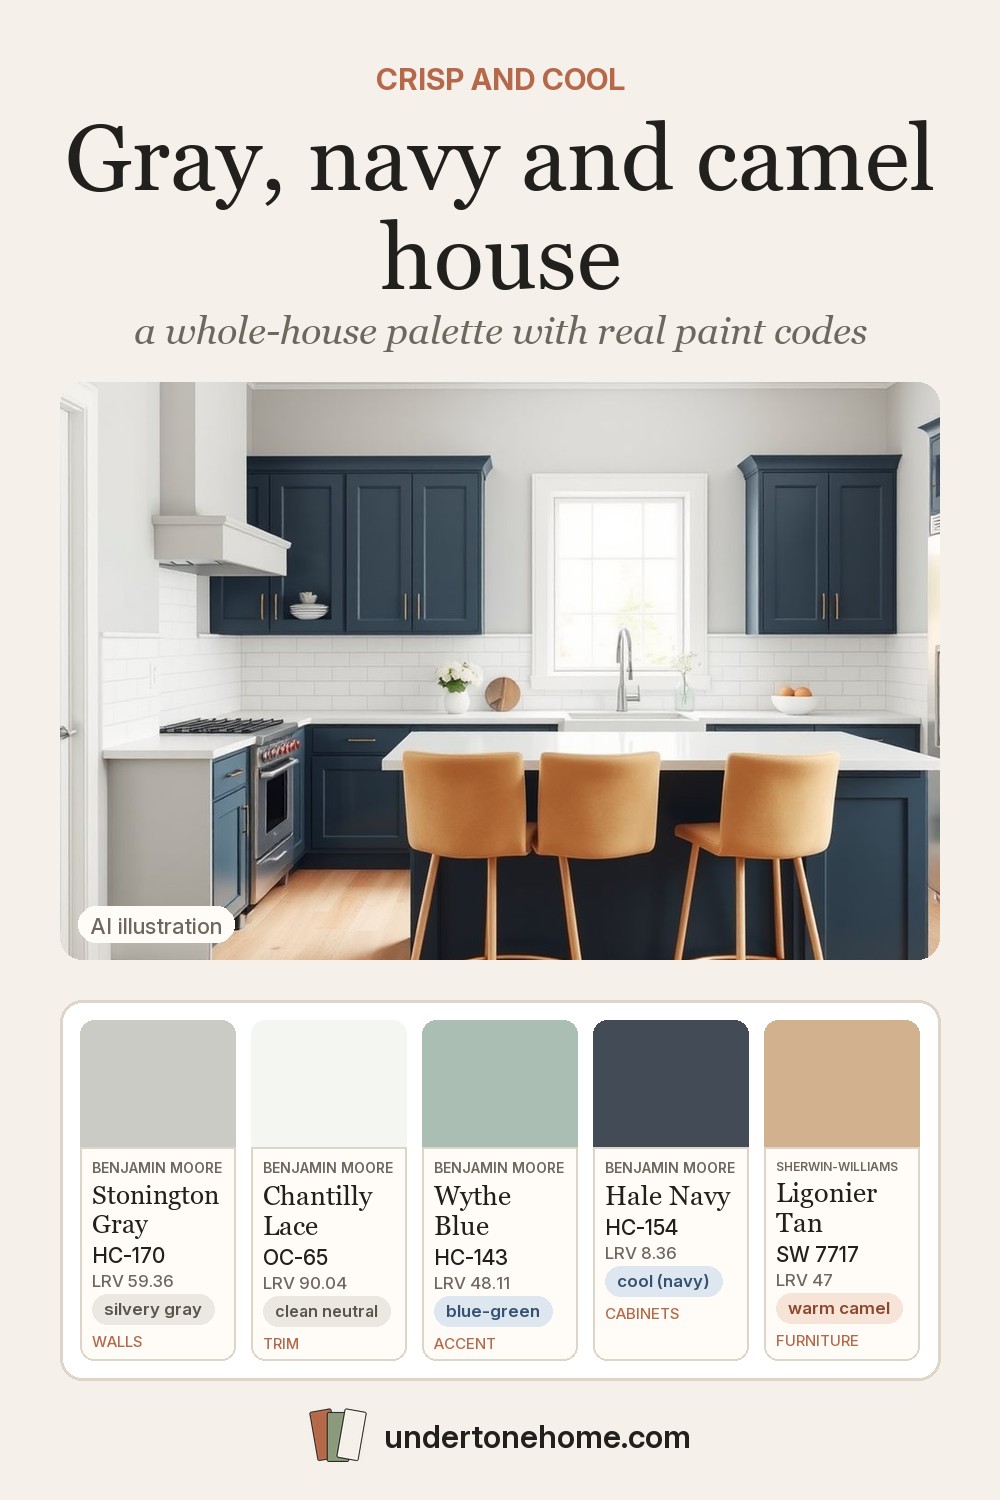 CRISP AND COOL
Gray, navy and camel
house
a whole-house palette with real paint codes
AI illustration
BENJAMIN MOORE
Stonington
Gray
HC-170
LRV 59.36
silvery gray
WALLS
BENJAMIN MOORE
Chantilly
Lace
OC-65
LRV 90.04
clean neutral
TRIM
BENJAMIN MOORE
Wythe
Blue
HC-143
LRV 48.11
blue-green
ACCENT
BENJAMIN MOORE
Hale Navy
HC-154
LRV 8.36
cool (navy)
CABINETS
SHERWIN-WILLIAMS
Ligonier
Tan
SW 7717
LRV 47
warm camel
FURNITURE
undertonehome.com